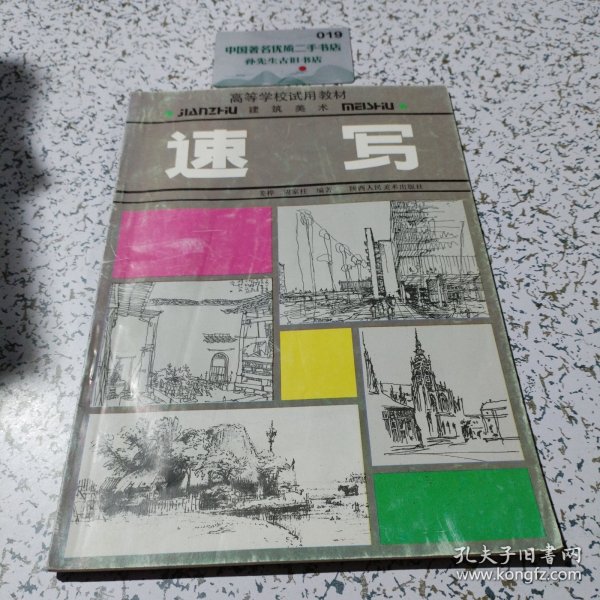 019
中国著名优质二手书店
孙先生古旧书店
高等学校试用教材
JIANZHU 建筑美术 MEISHU
速写
编著 陕西人民美术出版社
孔夫子旧书网
www.kongfz.com